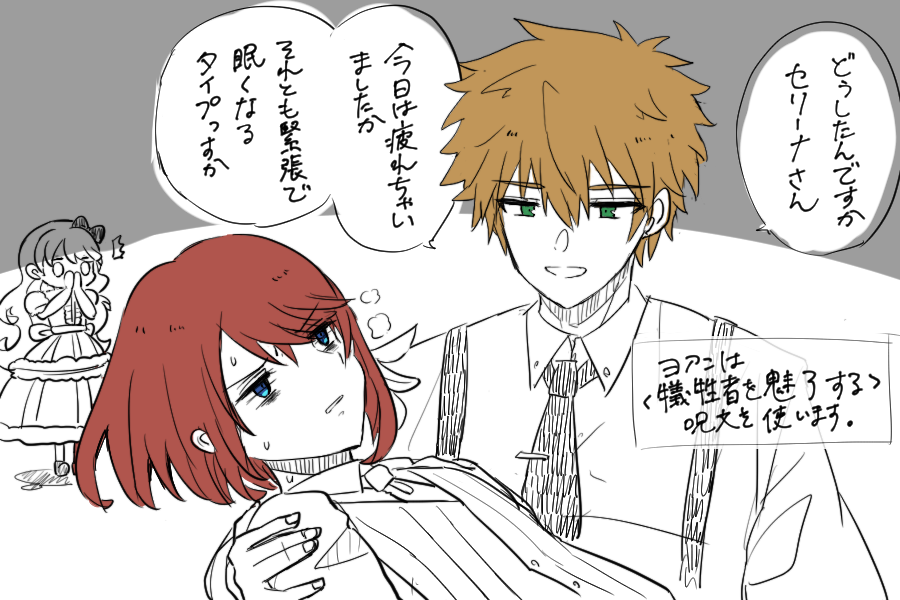 どうしたんですか
セリーナさん
今日は疲れちゃい
ましたか
それとも緊張で
眠くなる
タイプっすか
ヨアンは
<犠牲者を魅了する>
呪文を使います。